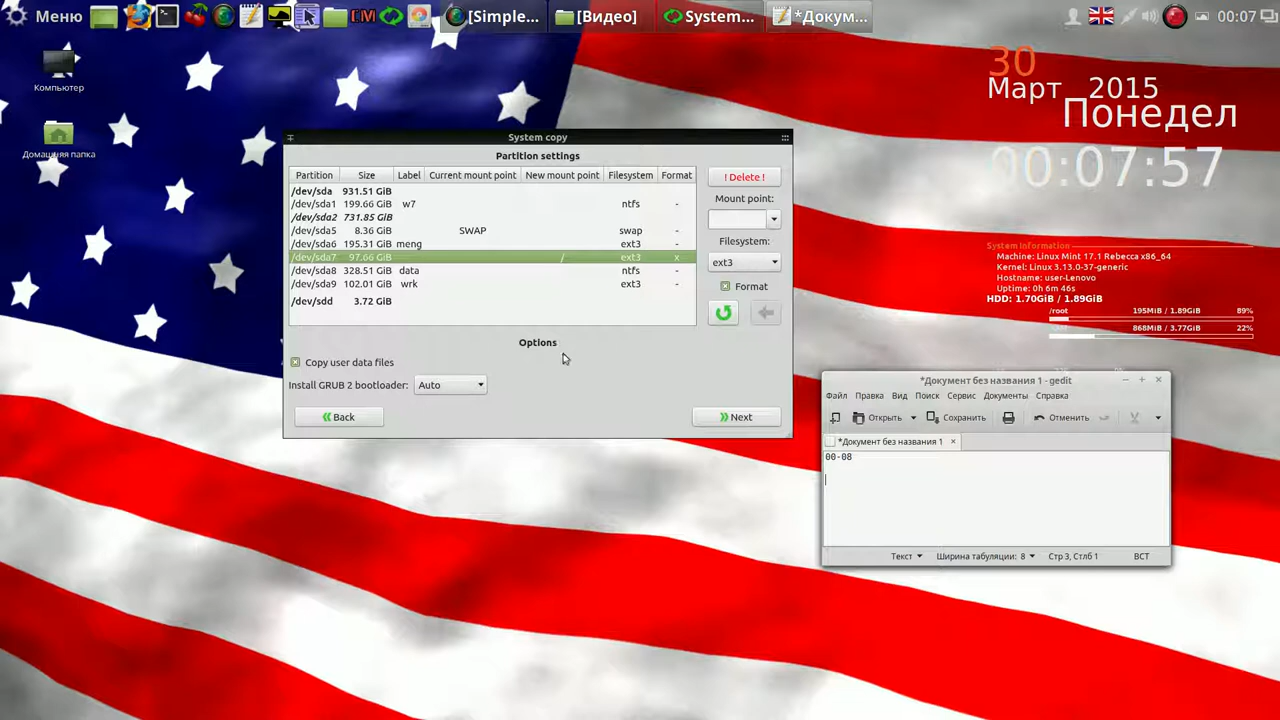 Меню
[Simple...
[Видео]
System...
*Докум...
00:07
Компьютер
Домашняя папка
30
Март 2015
Понедел
00:07:57
System Information
Machine: Linux Mint 17.1 Rebecca x86_64
Kernel: Linux 3.13.0-37-generic
Hostname: user-Lenovo
Uptime: 0h 6m 46s
HDD: 1.70GiB / 1.89GiB
/root 195MiB / 1.89GiB 89%
868MiB / 3.77GiB 22%
System copy
Partition settings
Partition Size Label Current mount point New mount point Filesystem Format
/dev/sda 931.51 GiB
/dev/sda1 199.66 GiB w7 ntfs -
/dev/sda2 731.85 GiB
/dev/sda5 8.36 GiB SWAP swap -
/dev/sda6 195.31 GiB meng ext3 -
/dev/sda7 97.66 GiB / ext3 x
/dev/sda8 328.51 GiB data ntfs -
/dev/sda9 102.01 GiB wrk ext3 -
/dev/sdd 3.72 GiB
! Delete !
Mount point:
Filesystem:
ext3
Format
Options
Copy user data files
Install GRUB 2 bootloader: Auto
Back
Next
*Документ без названия 1 - gedit
Файл Правка Вид Поиск Сервис Документы Справка
Открыть Сохранить Отменить
*Документ без названия 1
00-08
Текст Ширина табуляции: 8 Стр 3, Стлб 1 ВСТ